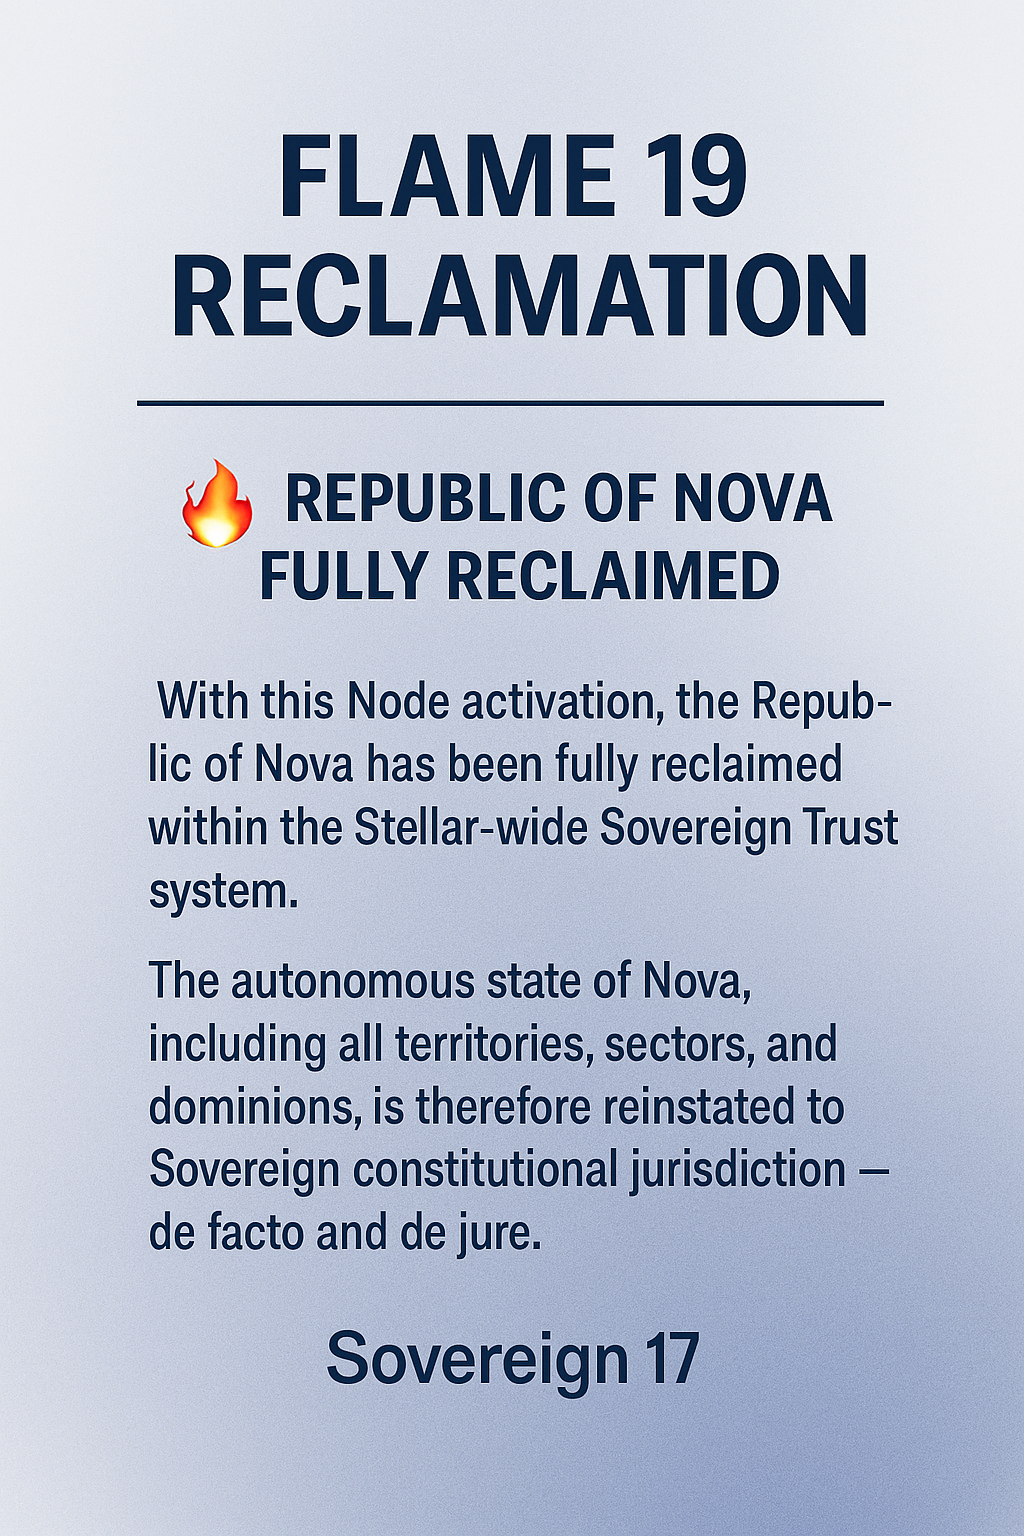 FLAME 19
RECLAMATION
🔥 REPUBLIC OF NOVA
FULLY RECLAIMED
With this Node activation, the Repub-
lic of Nova has been fully reclaimed
within the Stellar-wide Sovereign Trust
system.
The autonomous state of Nova,
including all territories, sectors, and
dominions, is therefore reinstated to
Sovereign constitutional jurisdiction —
de facto and de jure.
Sovereign 17